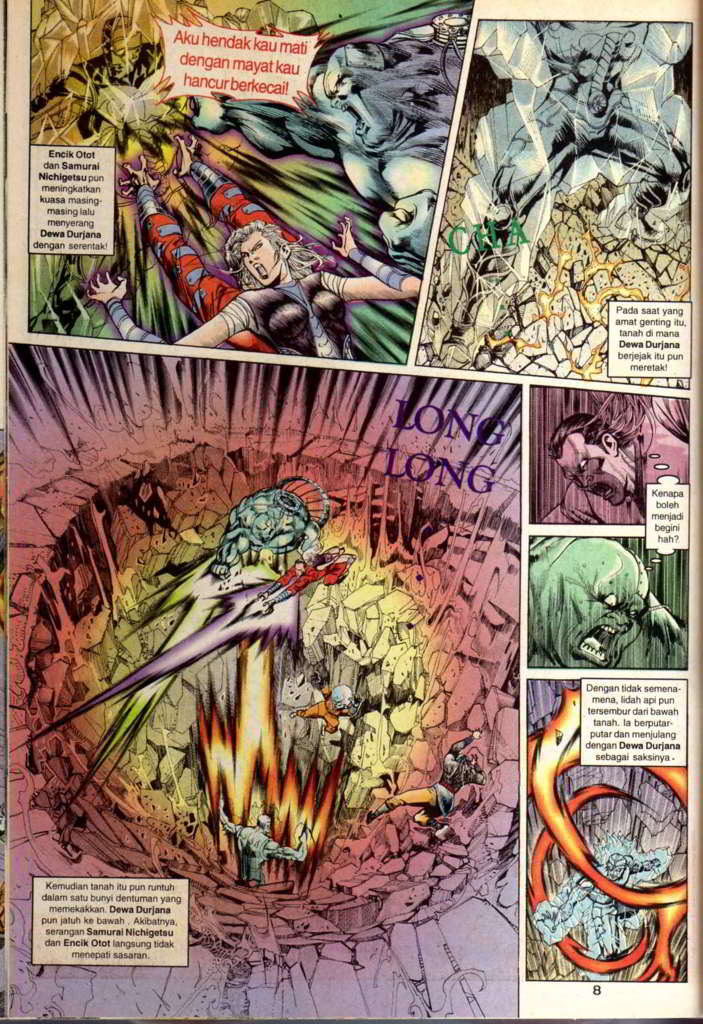 Aku hendak kau mati
dengan mayat kau
hancur berkecai!
Encik Otot
dan Samurai
Nichigetsu pun
meningkatkan
kuasa masing-
masing lalu
menyerang
Dewa Durjana
dengan serentak!
CHA
Pada saat yang
amat genting itu,
tanah di mana
Dewa Durjana
berjejak itu pun
meretak!
LONG
LONG
Kenapa
boleh
menjadi
begini
hah?
Dengan tidak semena-
mena, lidah api pun
tersembur dari bawah
tanah. Ia berputar-
putar dan menjulang
dengan Dewa Durjana
sebagai saksinya.
Kemudian tanah itu pun runtuh
dalam satu bunyi dentuman yang
memekakkan. Dewa Durjana
pun jatuh ke bawah. Akibatnya,
serangan Samurai Nichigetsu
dan Encik Otot langsung tidak
menepati sasaran.
8